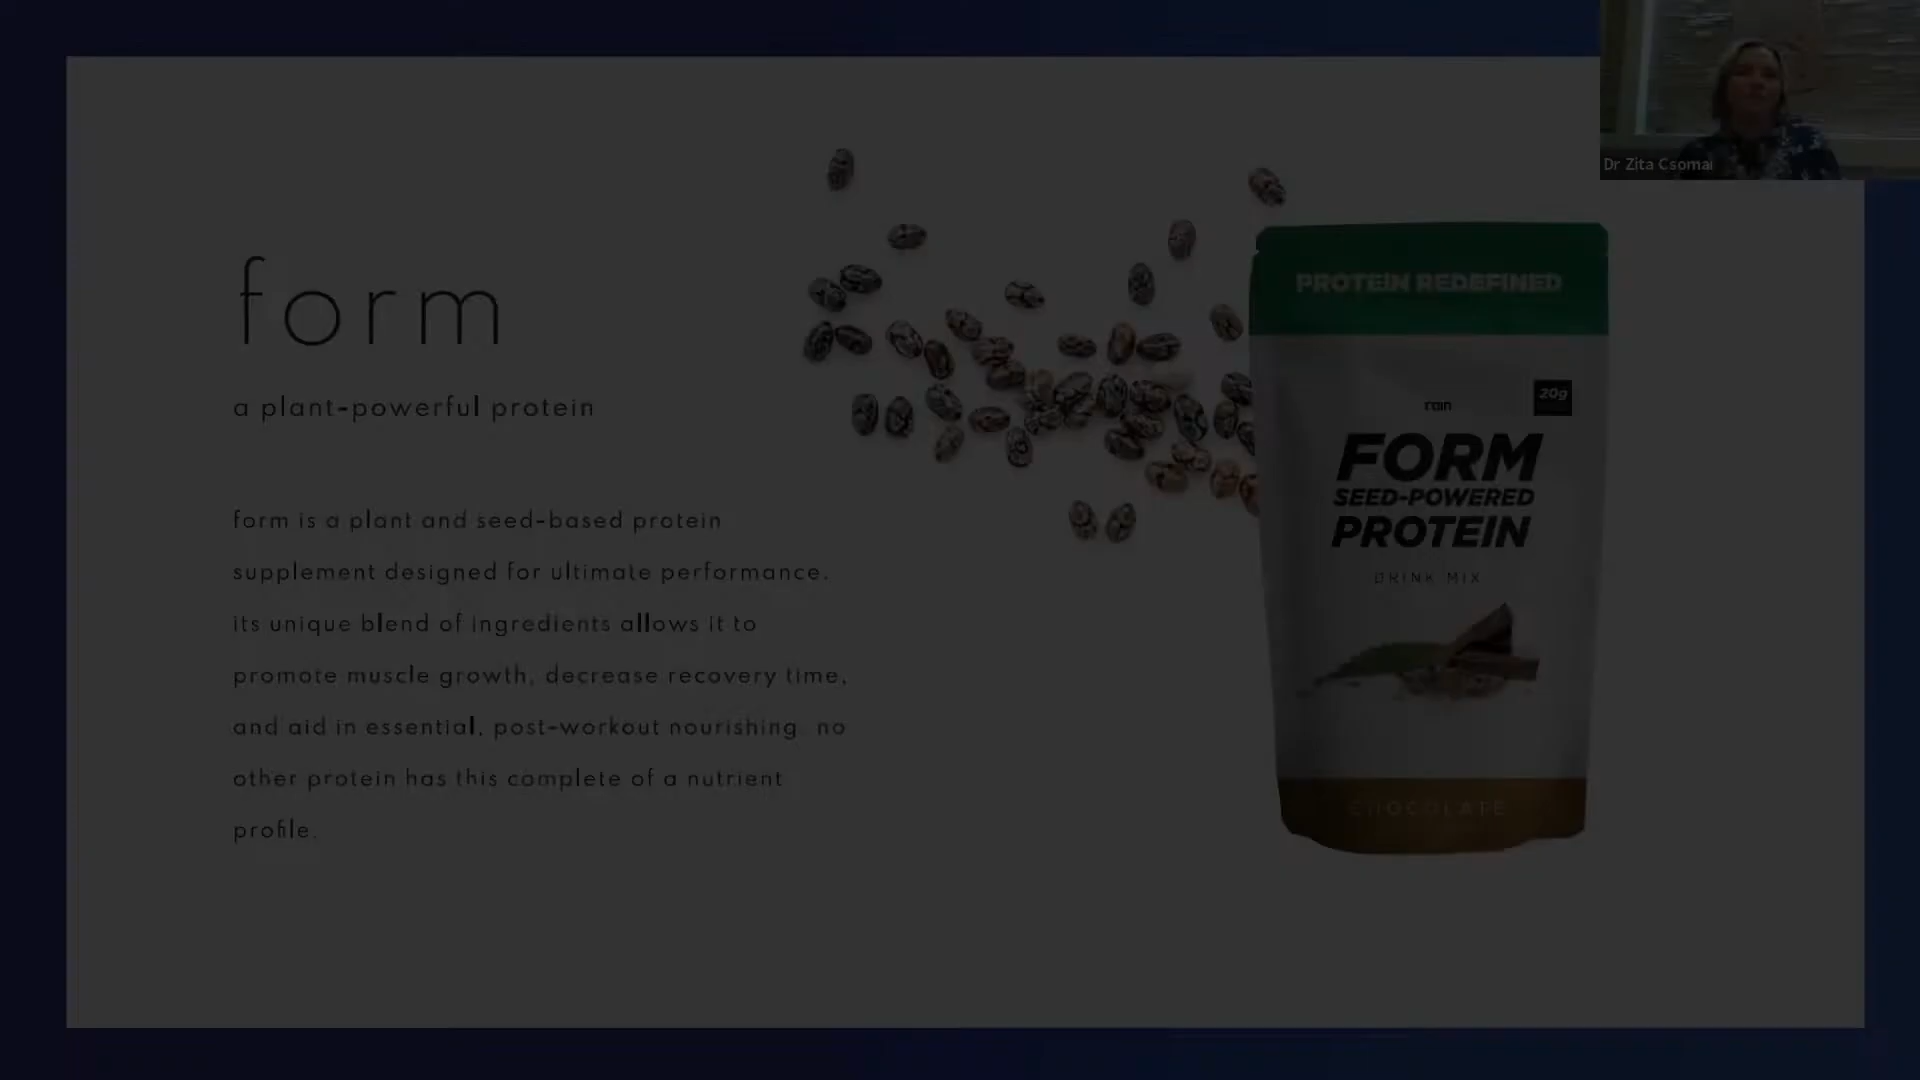 Dr Zita Csomai
form
a plant-powerful protein
form is a plant and seed-based protein
supplement designed for ultimate performance.
its unique blend of ingredients allows it to
promote muscle growth, decrease recovery time,
and aid in essential, post-workout nourishing. no
other protein has this complete of a nutrient
profile.
PROTEIN REDEFINED
rain
20g
FORM
SEED-POWERED
PROTEIN
DRINK MIX
CHOCOLATE